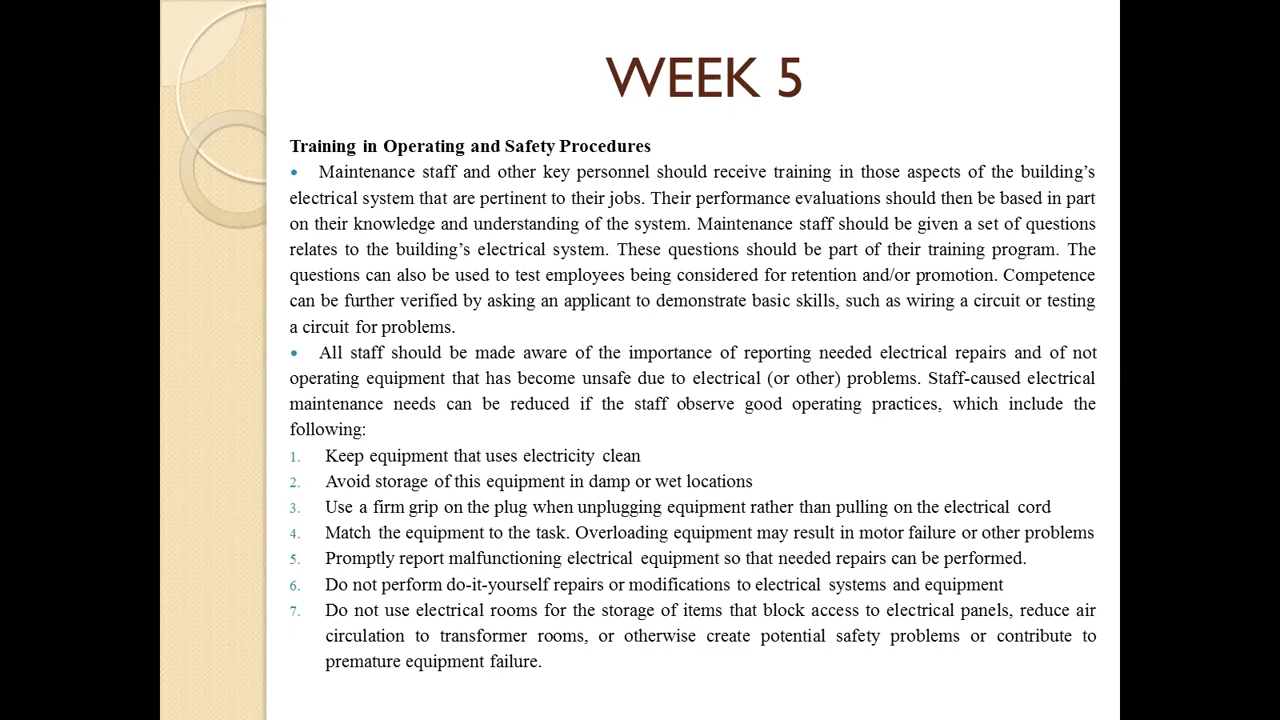 WEEK 5
Training in Operating and Safety Procedures
• Maintenance staff and other key personnel should receive training in those aspects of the building’s
electrical system that are pertinent to their jobs. Their performance evaluations should then be based in part
on their knowledge and understanding of the system. Maintenance staff should be given a set of questions
relates to the building’s electrical system. These questions should be part of their training program. The
questions can also be used to test employees being considered for retention and/or promotion. Competence
can be further verified by asking an applicant to demonstrate basic skills, such as wiring a circuit or testing
a circuit for problems.
• All staff should be made aware of the importance of reporting needed electrical repairs and of not
operating equipment that has become unsafe due to electrical (or other) problems. Staff-caused electrical
maintenance needs can be reduced if the staff observe good operating practices, which include the
following:
1. Keep equipment that uses electricity clean
2. Avoid storage of this equipment in damp or wet locations
3. Use a firm grip on the plug when unplugging equipment rather than pulling on the electrical cord
4. Match the equipment to the task. Overloading equipment may result in motor failure or other problems
5. Promptly report malfunctioning electrical equipment so that needed repairs can be performed.
6. Do not perform do-it-yourself repairs or modifications to electrical systems and equipment
7. Do not use electrical rooms for the storage of items that block access to electrical panels, reduce air
circulation to transformer rooms, or otherwise create potential safety problems or contribute to
premature equipment failure.